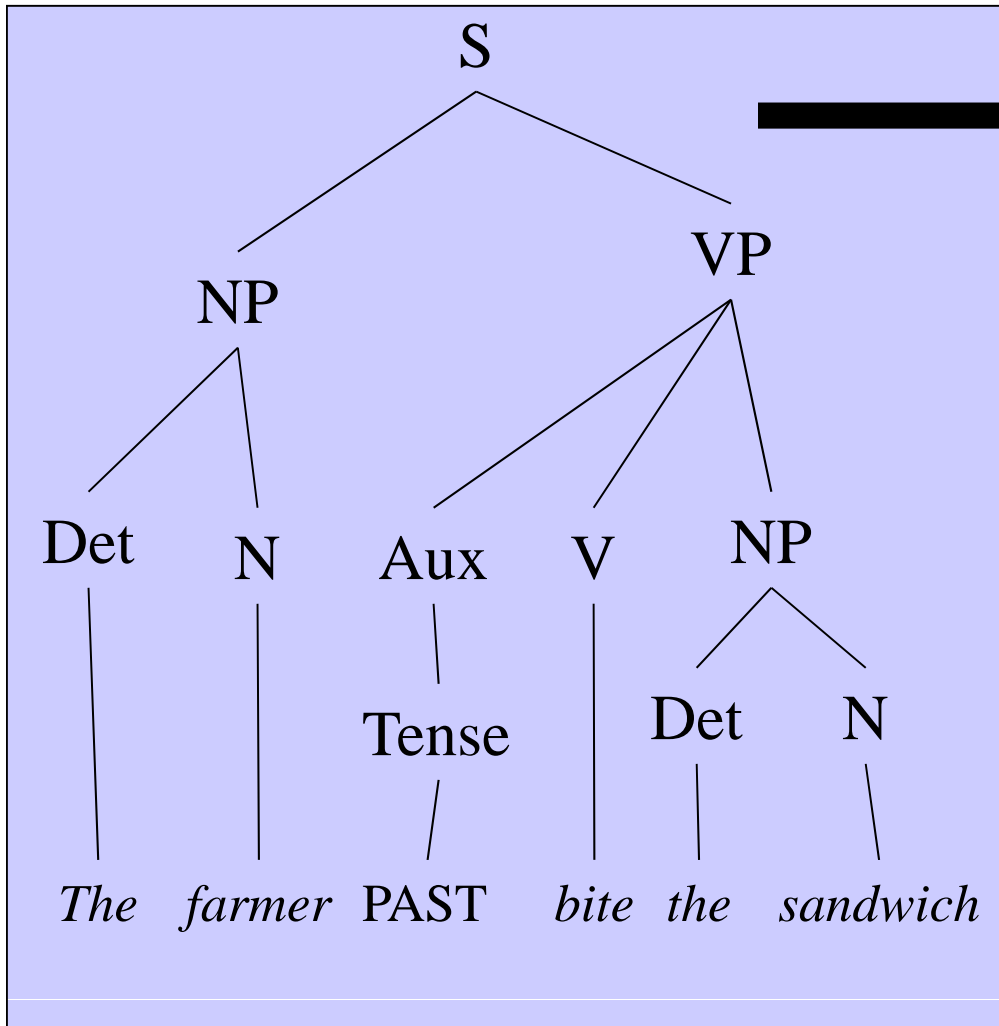 S
VP
NP
Det N Aux V NP
Tense Det N
The farmer PAST bite the sandwich